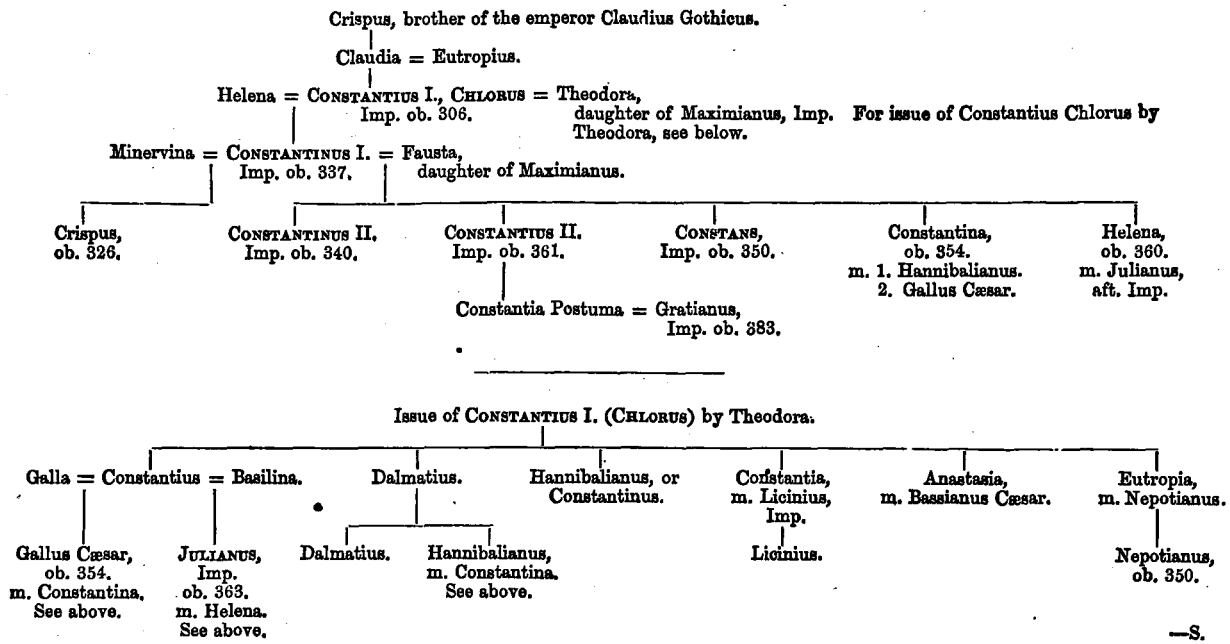 Crispus, brother of the emperor Claudius Gothicus.
Claudia = Eutropius.
Helena = CONSTANTIUS I., CHLORUS = Theodora,
Imp. ob. 306.
daughter of Maximianus, Imp.
Theodora, see below.
For issue of Constantius Chlorus by
Minervina = CONSTANTINUS I. = Fausta,
Imp. ob. 337.
daughter of Maximianus.
Crispus,
ob. 326.
CONSTANTINUS II.
Imp. ob. 340.
CONSTANTIUS II.
Imp. ob. 361.
CONSTANS,
Imp. ob. 350.
Constantina,
ob. 354.
m. 1. Hannibalianus.
2. Gallus Cæsar.
Helena,
ob. 360.
m. Julianus,
aft. Imp.
Constantia Postuma = Gratianus,
Imp. ob. 383.
Issue of CONSTANTIUS I. (CHLORUS) by Theodora.
Galla = Constantius = Basilina.
Dalmatius.
Hannibalianus, or
Constantinus.
Constantia,
m. Licinius,
Imp.
Anastasia,
m. Bassianus Cæsar.
Eutropia,
m. Nepotianus.
Gallus Cæsar,
ob. 354.
m. Constantina.
See above.
JULIANUS,
Imp.
ob. 363.
m. Helena.
See above.
Dalmatius.
Hannibalianus,
m. Constantina.
See above.
Licinius.
Nepotianus,
ob. 350.
—S.